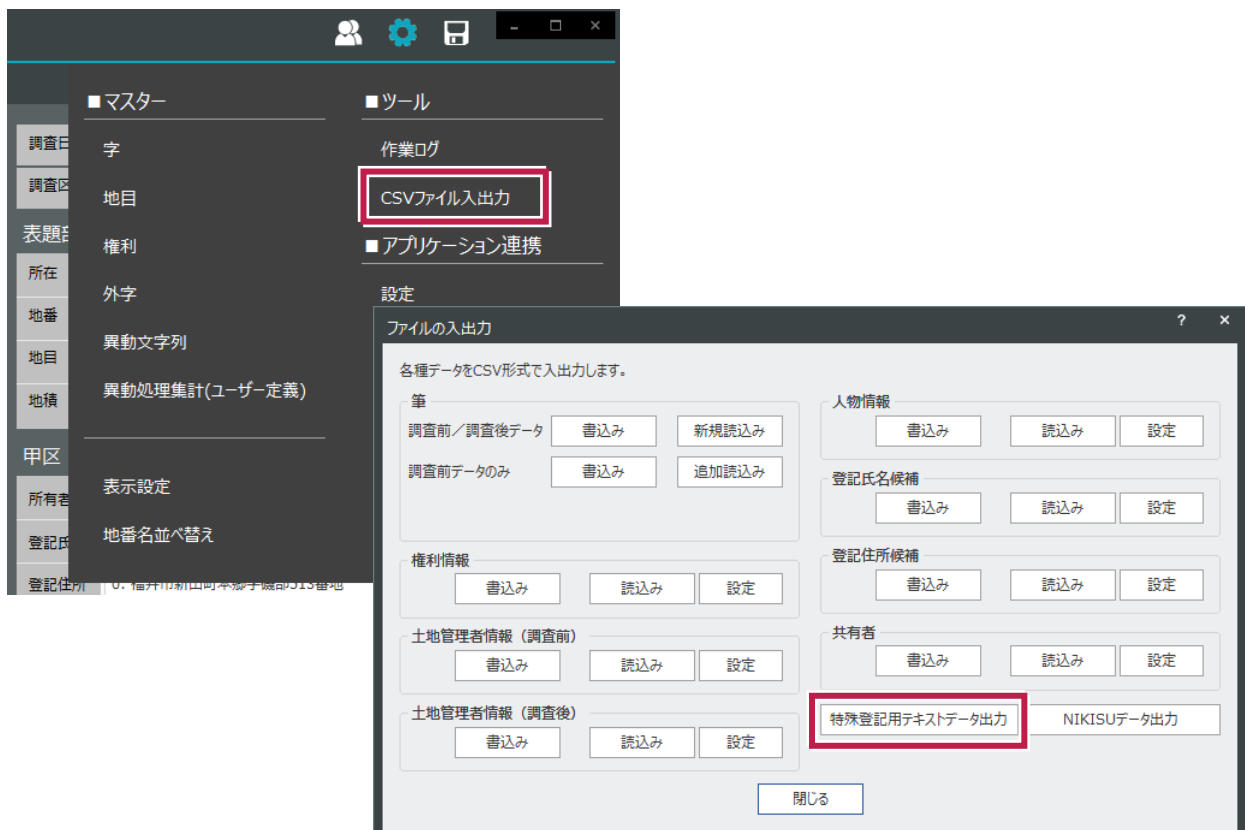 ■マスター
■ツール
調査日
字
作業ログ
調査区
地目
CSVファイル入出力
表題部
権利
■アプリケーション連携
所在
外字
設定
地番
異動文字列
地目
異動処理集計(ユーザー定義)
地積
甲区
表示設定
所有者
地番名並べ替え
登記氏
登記住所
ファイルの入出力
? ×
各種データをCSV形式で入出力します。
筆
調査前／調査後データ 書込み 新規読込み
調査前データのみ 書込み 追加読込み
権利情報
書込み 読込み 設定
土地管理者情報（調査前）
書込み 読込み 設定
土地管理者情報（調査後）
書込み 読込み 設定
人物情報
書込み 読込み 設定
登記氏名候補
書込み 読込み 設定
登記住所候補
書込み 読込み 設定
共有者
書込み 読込み 設定
特殊登記用テキストデータ出力 NIKISUデータ出力
閉じる